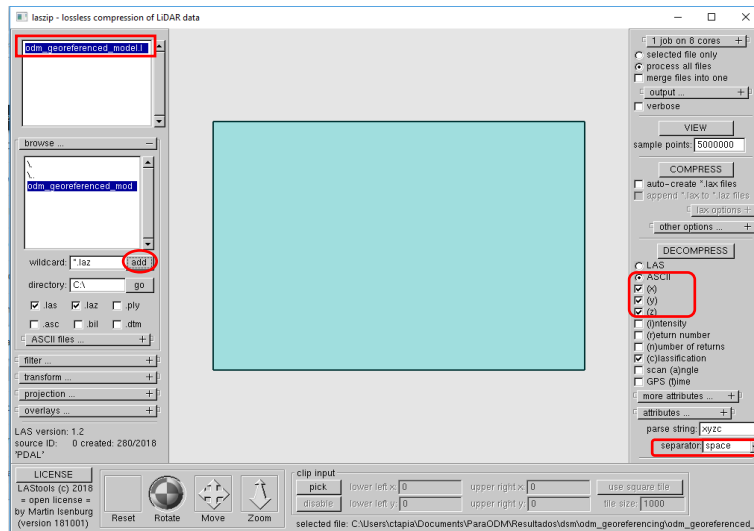 laszip - lossless compression of LiDAR data
odm_georeferenced_model.l
browse ...
\.
\..
odm_georeferenced_mod
wildcard: *.laz add
directory: C:\ go
.las .laz .ply
.asc .bil .dtm
ASCII files ... +
filter ... +
transform ... +
projection ... +
overlays ... +
LAS version: 1.2
source ID: 0 created: 280/2018
'PDAL'
LICENSE
LAStools (c) 2018
= open license =
by Martin Isenburg
(version 181001)
Reset Rotate Move Zoom
clip input
pick lower left x: 0 upper right x: 0 use square tile
disable lower left y: 0 upper right y: 0 tile size: 1000
selected file: C:\Users\ctapia\Documents\ParaODM\Resultados\dsm\odm_georeferencing\odm_georeferenced_
1 job on 6 cores +
selected file only
process all files
merge files into one
output ... +
verbose
VIEW
sample points: 5000000
COMPRESS
auto-create *.lax files
append *.lax to *.laz files
lax options +
other options ... +
DECOMPRESS
LAS
ASCII
(x)
(y)
(z)
(i)ntensity
(r)eturn number
(n)umber of returns
(c)lassification
scan (a)ngle
GPS (t)ime
more attributes ... +
attributes ... +
parse string: xyzc
separator: space